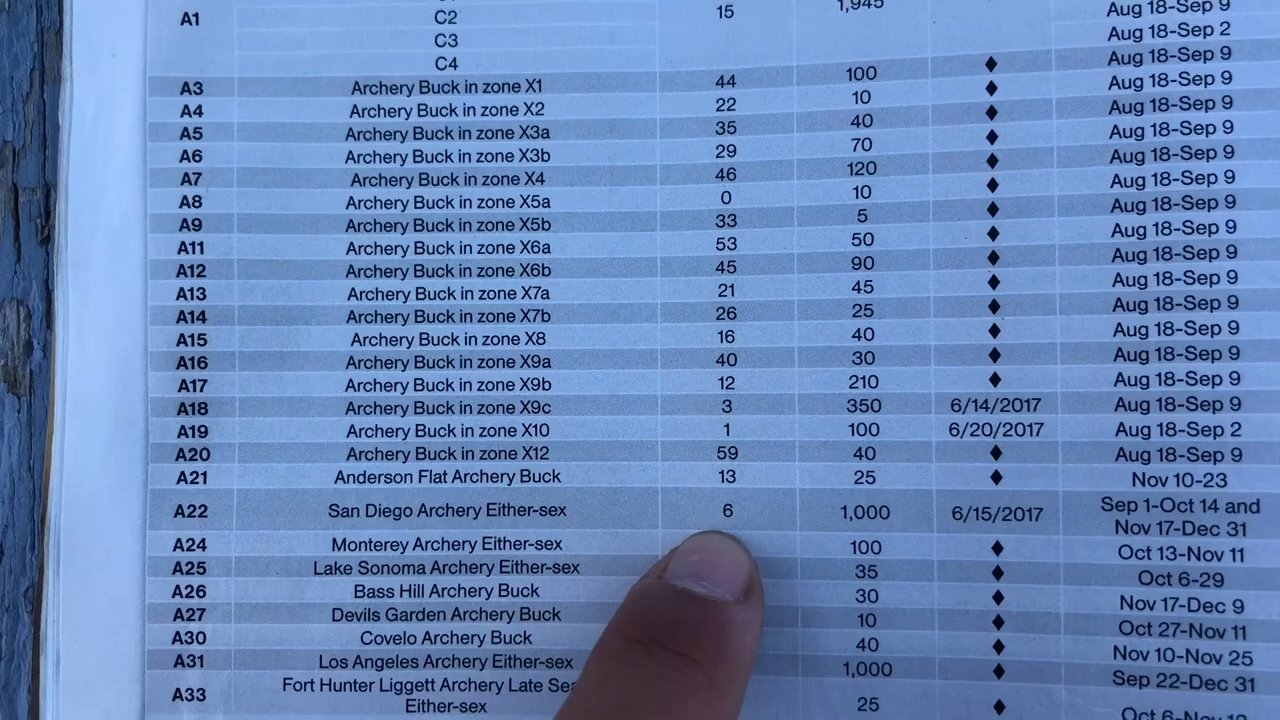 A1 C2 15 1,945 Aug 18-Sep 9
C3 Aug 18-Sep 2
C4 ♦ Aug 18-Sep 9
A3 Archery Buck in zone X1 44 100 ♦ Aug 18-Sep 9
A4 Archery Buck in zone X2 22 10 ♦ Aug 18-Sep 9
A5 Archery Buck in zone X3a 35 40 ♦ Aug 18-Sep 9
A6 Archery Buck in zone X3b 29 70 ♦ Aug 18-Sep 9
A7 Archery Buck in zone X4 46 120 ♦ Aug 18-Sep 9
A8 Archery Buck in zone X5a 0 10 ♦ Aug 18-Sep 9
A9 Archery Buck in zone X5b 33 5 ♦ Aug 18-Sep 9
A11 Archery Buck in zone X6a 53 50 ♦ Aug 18-Sep 9
A12 Archery Buck in zone X6b 45 90 ♦ Aug 18-Sep 9
A13 Archery Buck in zone X7a 21 45 ♦ Aug 18-Sep 9
A14 Archery Buck in zone X7b 26 25 ♦ Aug 18-Sep 9
A15 Archery Buck in zone X8 16 40 ♦ Aug 18-Sep 9
A16 Archery Buck in zone X9a 40 30 ♦ Aug 18-Sep 9
A17 Archery Buck in zone X9b 12 210 ♦ Aug 18-Sep 9
A18 Archery Buck in zone X9c 3 350 6/14/2017 Aug 18-Sep 9
A19 Archery Buck in zone X10 1 100 6/20/2017 Aug 18-Sep 2
A20 Archery Buck in zone X12 59 40 ♦ Aug 18-Sep 9
A21 Anderson Flat Archery Buck 13 25 ♦ Nov 10-23
A22 San Diego Archery Either-sex 6 1,000 6/15/2017 Sep 1-Oct 14 and
Nov 17-Dec 31
A24 Monterey Archery Either-sex 100 ♦ Oct 13-Nov 11
A25 Lake Sonoma Archery Either-sex 35 ♦ Oct 6-29
A26 Bass Hill Archery Buck 30 ♦ Nov 17-Dec 9
A27 Devils Garden Archery Buck 10 ♦ Oct 27-Nov 11
A30 Covelo Archery Buck 40 ♦ Nov 10-Nov 25
A31 Los Angeles Archery Either-sex 1,000 ♦ Sep 22-Dec 31
A33 Fort Hunter Liggett Archery Late
Either-sex 25 ♦ Oct 6-Nov